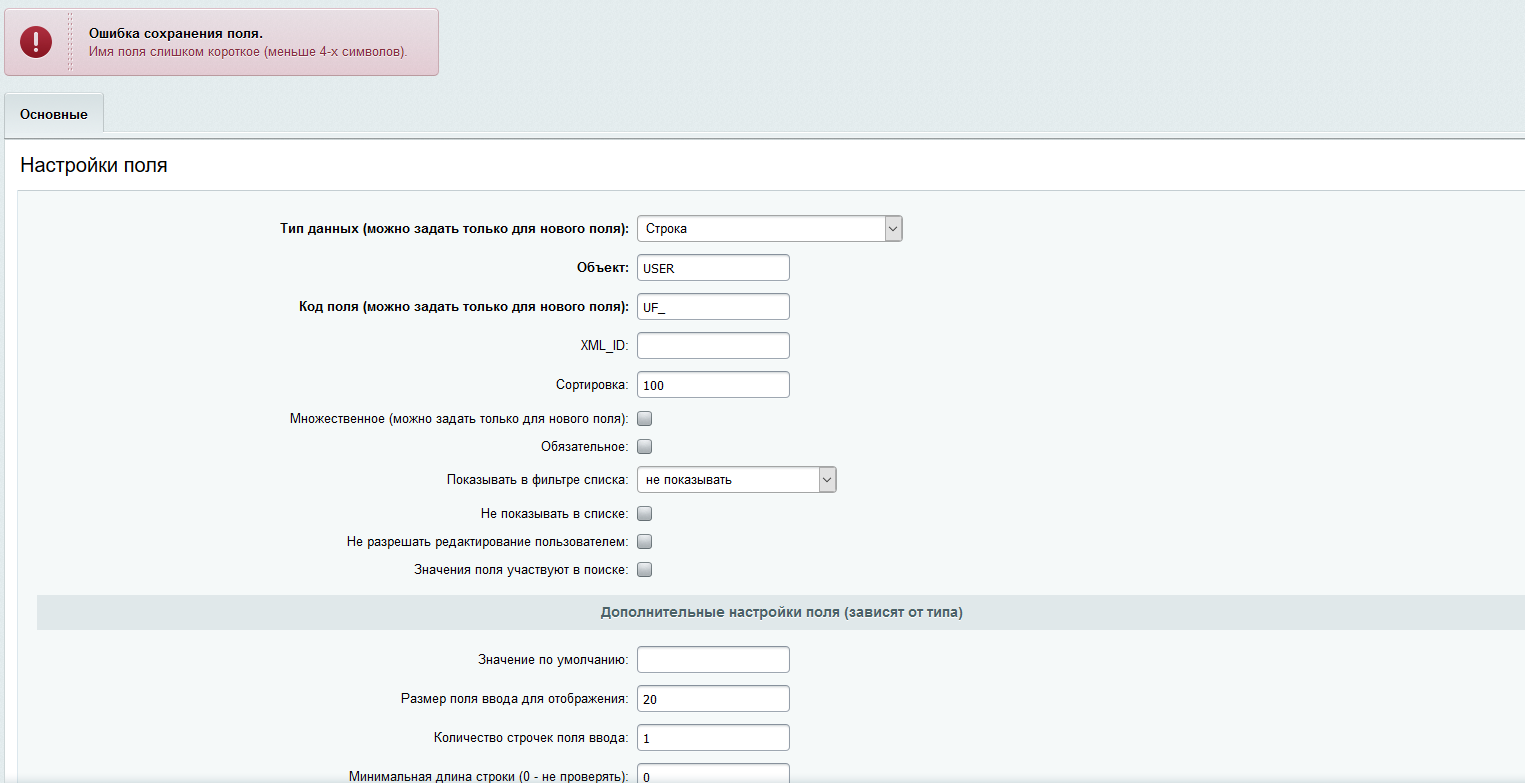 Ошибка сохранения поля.
Имя поля слишком короткое (меньше 4-х символов).
Основные
Настройки поля
Тип данных (можно задать только для нового поля): Строка
Объект: USER
Код поля (можно задать только для нового поля): UF_
XML_ID:
Сортировка: 100
Множественное (можно задать только для нового поля):
Обязательное:
Показывать в фильтре списка: не показывать
Не показывать в списке:
Не разрешать редактирование пользователем:
Значения поля участвуют в поиске:
Дополнительные настройки поля (зависят от типа)
Значение по умолчанию:
Размер поля ввода для отображения: 20
Количество строчек поля ввода: 1
Минимальная длина строки (0 - не проверять): 0